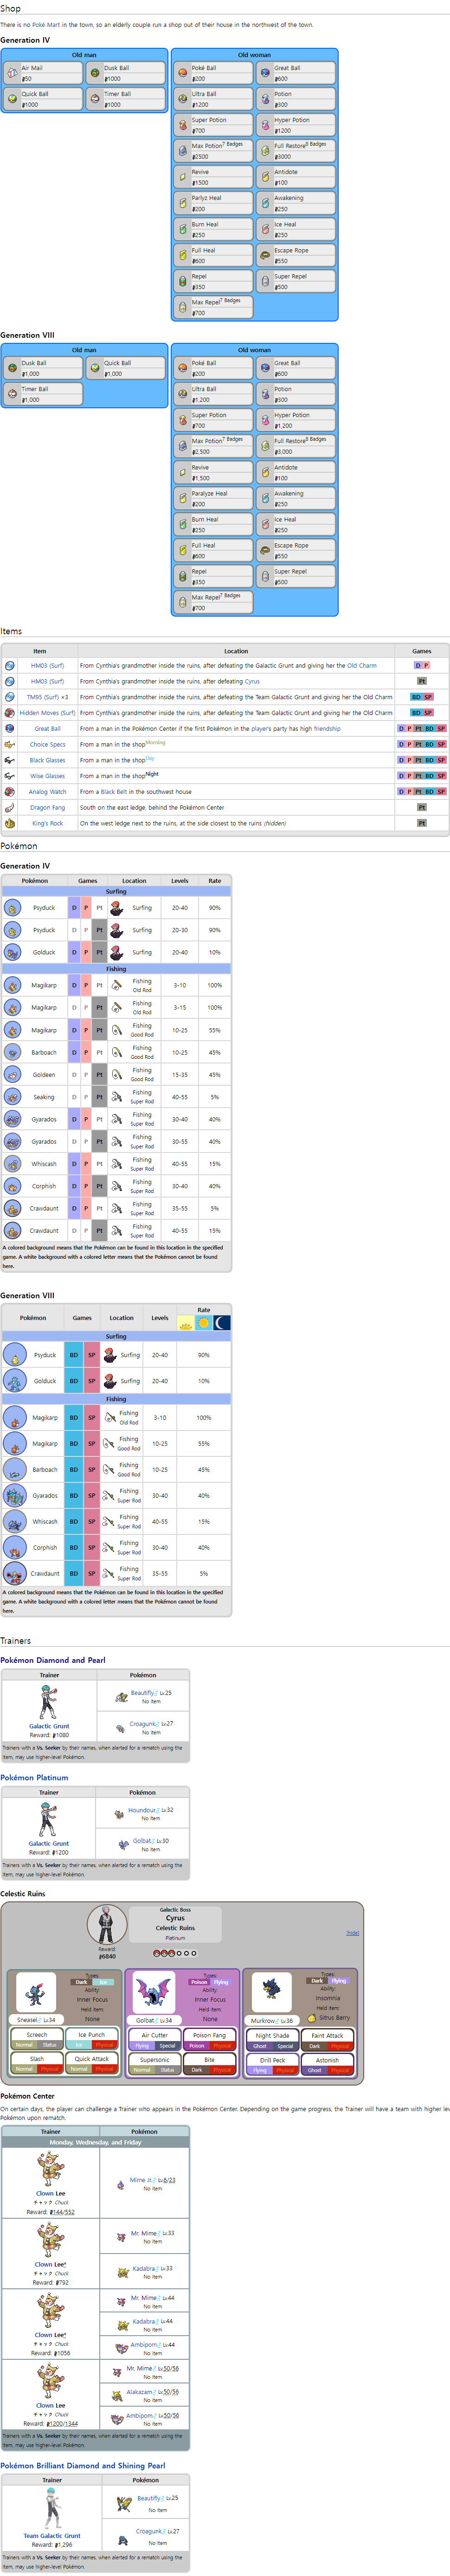 Shop
There is no Poké Mart in the town, so an elderly couple run a shop out of their house in the northwest of the town.
Generation IV
Old man
Air Mail
₽50
Dusk Ball
₽1000
Quick Ball
₽1000
Timer Ball
₽1000
Old woman
Poké Ball
₽200
Great Ball
₽600
Ultra Ball
₽1200
Potion
₽300
Super Potion
₽700
Hyper Potion
₽1200
Max Potion7 Badges
₽2500
Full Restore8 Badges
₽3000
Revive
₽1500
Antidote
₽100
Parlyz Heal
₽200
Awakening
₽250
Burn Heal
₽250
Ice Heal
₽250
Full Heal
₽600
Escape Rope
₽550
Repel
₽350
Super Repel
₽500
Max Repel7 Badges
₽700
Generation VIII
Old man
Dusk Ball
₽1,000
Quick Ball
₽1,000
Timer Ball
₽1,000
Old woman
Poké Ball
₽200
Great Ball
₽600
Ultra Ball
₽1,200
Potion
₽300
Super Potion
₽700
Hyper Potion
₽1,200
Max Potion7 Badges
₽2,500
Full Restore8 Badges
₽3,000
Revive
₽1,500
Antidote
₽100
Paralyze Heal
₽200
Awakening
₽250
Burn Heal
₽250
Ice Heal
₽250
Full Heal
₽600
Escape Rope
₽550
Repel
₽350
Super Repel
₽500
Max Repel7 Badges
₽700
Items
Item Location Games
HM03 (Surf) From Cynthia's grandmother inside the ruins, after defeating the Galactic Grunt and giving her the Old Charm D P
HM03 (Surf) From Cynthia's grandmother inside the ruins, after defeating Cyrus Pt
TM95 (Surf) ×3 From Cynthia's grandmother inside the ruins, after defeating the Team Galactic Grunt and giving her the Old Charm BD SP
Hidden Moves (Surf) From Cynthia's grandmother inside the ruins, after defeating the Team Galactic Grunt and giving her the Old Charm BD SP
Great Ball From a man in the Pokémon Center if the first Pokémon in the player's party has high friendship D P Pt BD SP
Choice Specs From a man in the shopMorning D P Pt BD SP
Black Glasses From a man in the shopDay D P Pt BD SP
Wise Glasses From a man in the shopNight D P Pt BD SP
Analog Watch From a Black Belt in the southwest house D P Pt BD SP
Dragon Fang South on the east ledge, behind the Pokémon Center Pt
King's Rock On the west ledge next to the ruins, at the side closest to the ruins (hidden) Pt
Pokémon
Generation IV
Pokémon Games Location Levels Rate
Surfing
Psyduck D P Pt Surfing 20-40 90%
Psyduck D P Pt Surfing 20-30 90%
Golduck D P Pt Surfing 20-40 10%
Fishing
Magikarp D P Pt Fishing Old Rod 3-10 100%
Magikarp D P Pt Fishing Old Rod 3-15 100%
Magikarp D P Pt Fishing Good Rod 10-25 55%
Barboach D P Pt Fishing Good Rod 10-25 45%
Goldeen D P Pt Fishing Good Rod 15-35 45%
Seaking D P Pt Fishing Super Rod 40-55 5%
Gyarados D P Pt Fishing Super Rod 30-40 40%
Gyarados D P Pt Fishing Super Rod 30-55 40%
Whiscash D P Pt Fishing Super Rod 40-55 15%
Corphish D P Pt Fishing Super Rod 30-40 40%
Crawdaunt D P Pt Fishing Super Rod 35-55 5%
Crawdaunt D P Pt Fishing Super Rod 40-55 15%
A colored background means that the Pokémon can be found in this location in the specified
game. A white background with a colored letter means that the Pokémon cannot be found
here.
Generation VIII
Pokémon Games Location Levels Rate
Surfing
Psyduck BD SP Surfing 20-40 90%
Golduck BD SP Surfing 20-40 10%
Fishing
Magikarp BD SP Fishing Old Rod 3-10 100%
Magikarp BD SP Fishing Good Rod 10-25 55%
Barboach BD SP Fishing Good Rod 10-25 45%
Gyarados BD SP Fishing Super Rod 30-40 40%
Whiscash BD SP Fishing Super Rod 40-55 15%
Corphish BD SP Fishing Super Rod 30-40 40%
Crawdaunt BD SP Fishing Super Rod 35-55 5%
A colored background means that the Pokémon can be found in this location in the specified
game. A white background with a colored letter means that the Pokémon cannot be found
here.
Trainers
Pokémon Diamond and Pearl
Trainer Pokémon
Galactic Grunt
Reward: ₽1080
Beautifly♂ Lv.25
No item
Croagunk♂ Lv.27
No item
Trainers with a Vs. Seeker by their names, when alerted for a rematch using the
item, may use higher-level Pokémon.
Pokémon Platinum
Trainer Pokémon
Galactic Grunt
Reward: ₽1200
Houndour♂ Lv.32
No item
Golbat♂ Lv.30
No item
Trainers with a Vs. Seeker by their names, when alerted for a rematch using the
item, may use higher-level Pokémon.
Celestic Ruins
Galactic Boss
Cyrus
Celestic Ruins
Platinum
Reward:
₽6840
[hide]
Types:
Dark Ice
Ability:
Inner Focus
Held item:
None
Sneasel♂ Lv.34
Screech
Normal Status
Ice Punch
Ice Physical
Slash
Normal Physical
Quick Attack
Normal Physical
Types:
Poison Flying
Ability:
Inner Focus
Held item:
None
Golbat♂ Lv.34
Air Cutter
Flying Special
Poison Fang
Poison Physical
Supersonic
Normal Status
Bite
Dark Physical
Types:
Dark Flying
Ability:
Insomnia
Held item:
Sitrus Berry
Murkrow♂ Lv.36
Night Shade
Ghost Special
Faint Attack
Dark Physical
Drill Peck
Flying Physical
Astonish
Ghost Physical
Pokémon Center
On certain days, the player can challenge a Trainer who appears in the Pokémon Center. Depending on the game progress, the Trainer will have a team with higher lev
Pokémon upon rematch.
Trainer Pokémon
Monday, Wednesday, and Friday
Clown Lee
チャック Chuck
Reward: ₽144/552
Mime Jr.♂ Lv.6/23
No item
Clown Lee*
チャック Chuck
Reward: ₽792
Mr. Mime♂ Lv.33
No item
Kadabra♂ Lv.33
No item
Clown Lee*
チャック Chuck
Reward: ₽1056
Mr. Mime♂ Lv.44
No item
Kadabra♂ Lv.44
No item
Ambipom♂ Lv.44
No item
Clown Lee
チャック Chuck
Reward: ₽1200/1344
Mr. Mime♂ Lv.50/56
No item
Alakazam♂ Lv.50/56
No item
Ambipom♂ Lv.50/56
No item
Trainers with a Vs. Seeker by their names, when alerted for a rematch using the
item, may use higher-level Pokémon.
Pokémon Brilliant Diamond and Shining Pearl
Trainer Pokémon
Team Galactic Grunt
Reward: ₽1,296
Beautifly♂ Lv.25
No item
Croagunk♂ Lv.27
No item
Trainers with a Vs. Seeker by their names, when alerted for a rematch using the
item, may use higher-level Pokémon.